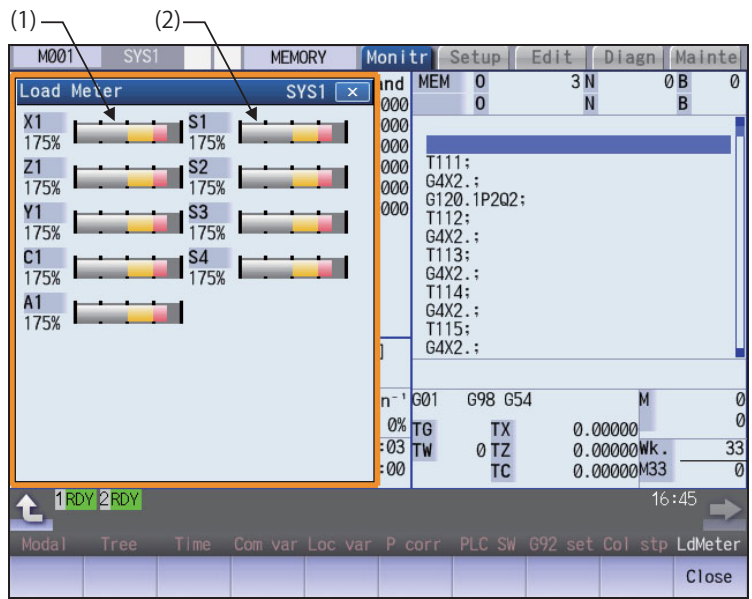 (1) (2)
M001 SYS1 MEMORY Monitr Setup Edit Diagn Mainte
Load Meter SYS1 ×
X1 175% S1 175%
Z1 175% S2 175%
Y1 175% S3 175%
C1 175% S4 175%
A1 175%
and
000
000
000
000
000
000
]
n⁻¹
0%
:03
:00
MEM O 3 N 0 B 0
O N B
T111;
G4X2.;
G120.1P2Q2;
T112;
G4X2.;
T113;
G4X2.;
T114;
G4X2.;
T115;
G4X2.;
G01 G98 G54 M 0
0
TG TX 0.00000
TW 0 TZ 0.00000 Wk. 33
TC 0.00000 M33 0
1 RDY 2 RDY 16:45
Modal Tree Time Com var Loc var P corr PLC SW G92 set Col stp LdMeter
Close